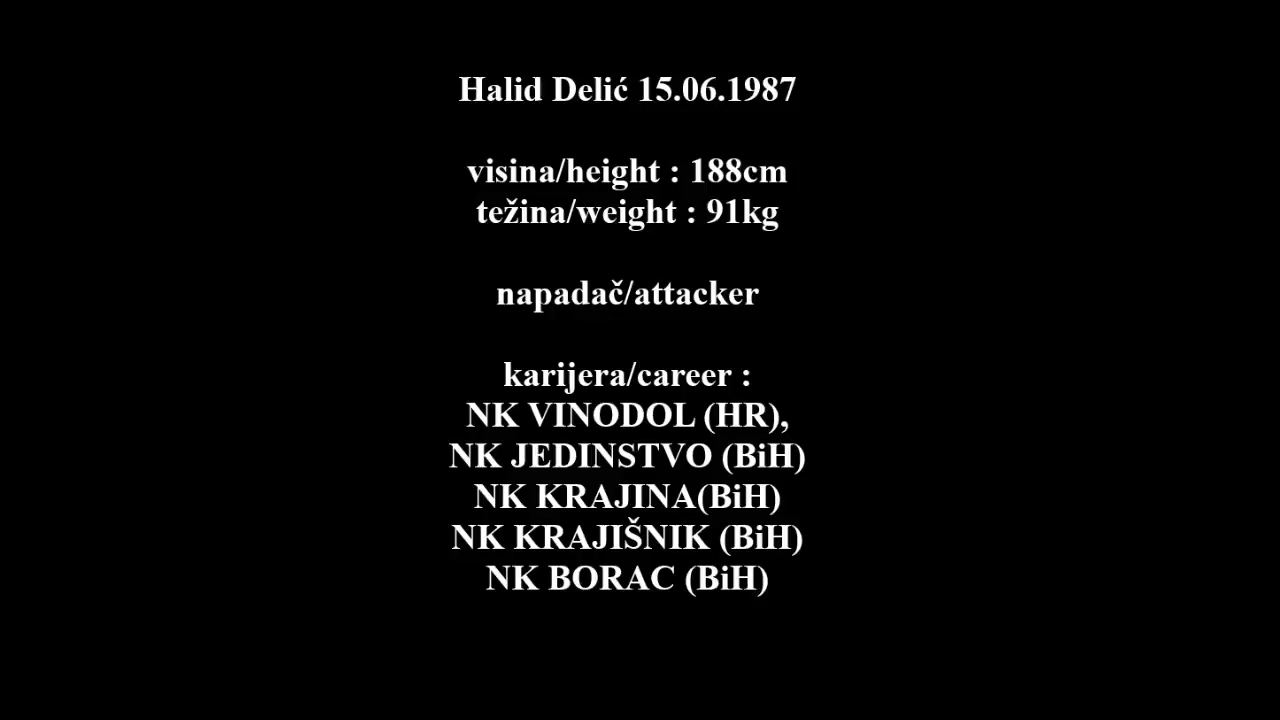 Halid Delić 15.06.1987
visina/height : 188cm
težina/weight : 91kg
napadač/attacker
karijera/career :
NK VINODOL (HR),
NK JEDINSTVO (BiH)
NK KRAJINA(BiH)
NK KRAJIŠNIK (BiH)
NK BORAC (BiH)